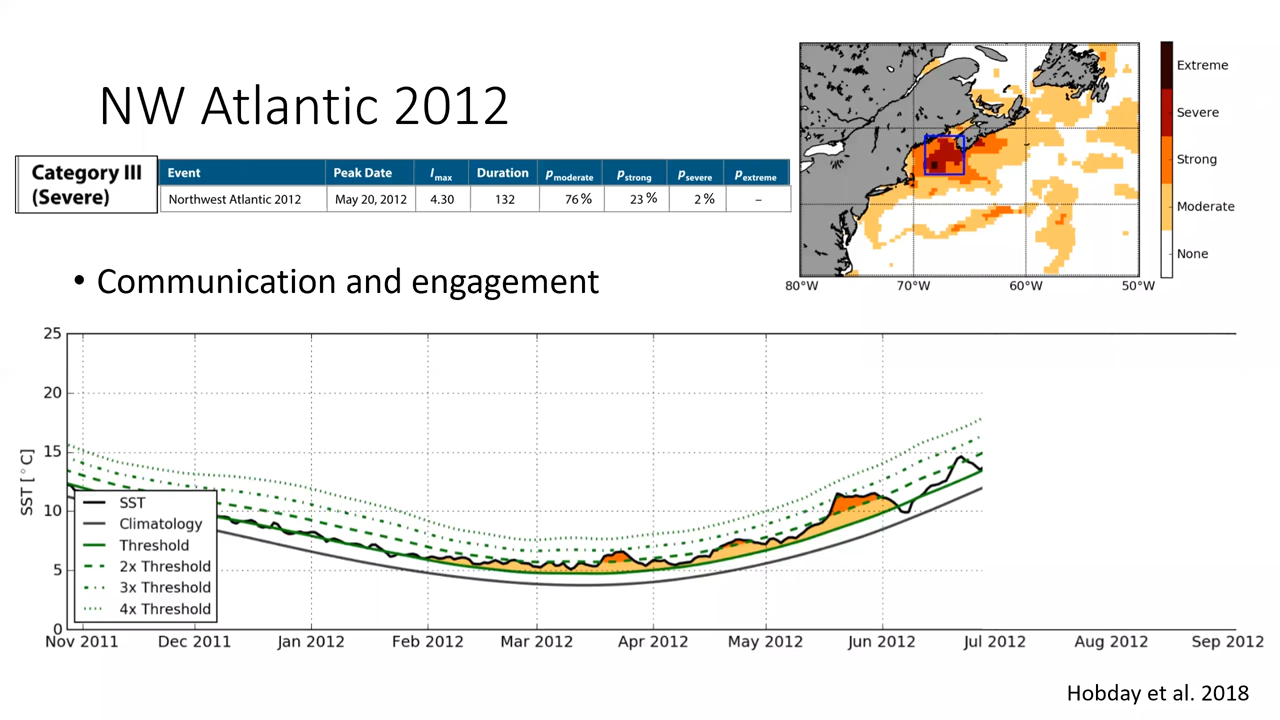 NW Atlantic 2012
Category III
(Severe)
Event Peak Date Imax Duration pmoderate pstrong psevere pextreme
Northwest Atlantic 2012 May 20, 2012 4.30 132 76 % 23 % 2 % –
Extreme
Severe
Strong
Moderate
None
80°W 70°W 60°W 50°W
• Communication and engagement
25
20
15
10
5
0
SST [°C]
SST
Climatology
Threshold
2x Threshold
3x Threshold
4x Threshold
Nov 2011 Dec 2011 Jan 2012 Feb 2012 Mar 2012 Apr 2012 May 2012 Jun 2012 Jul 2012 Aug 2012 Sep 2012
Hobday et al. 2018